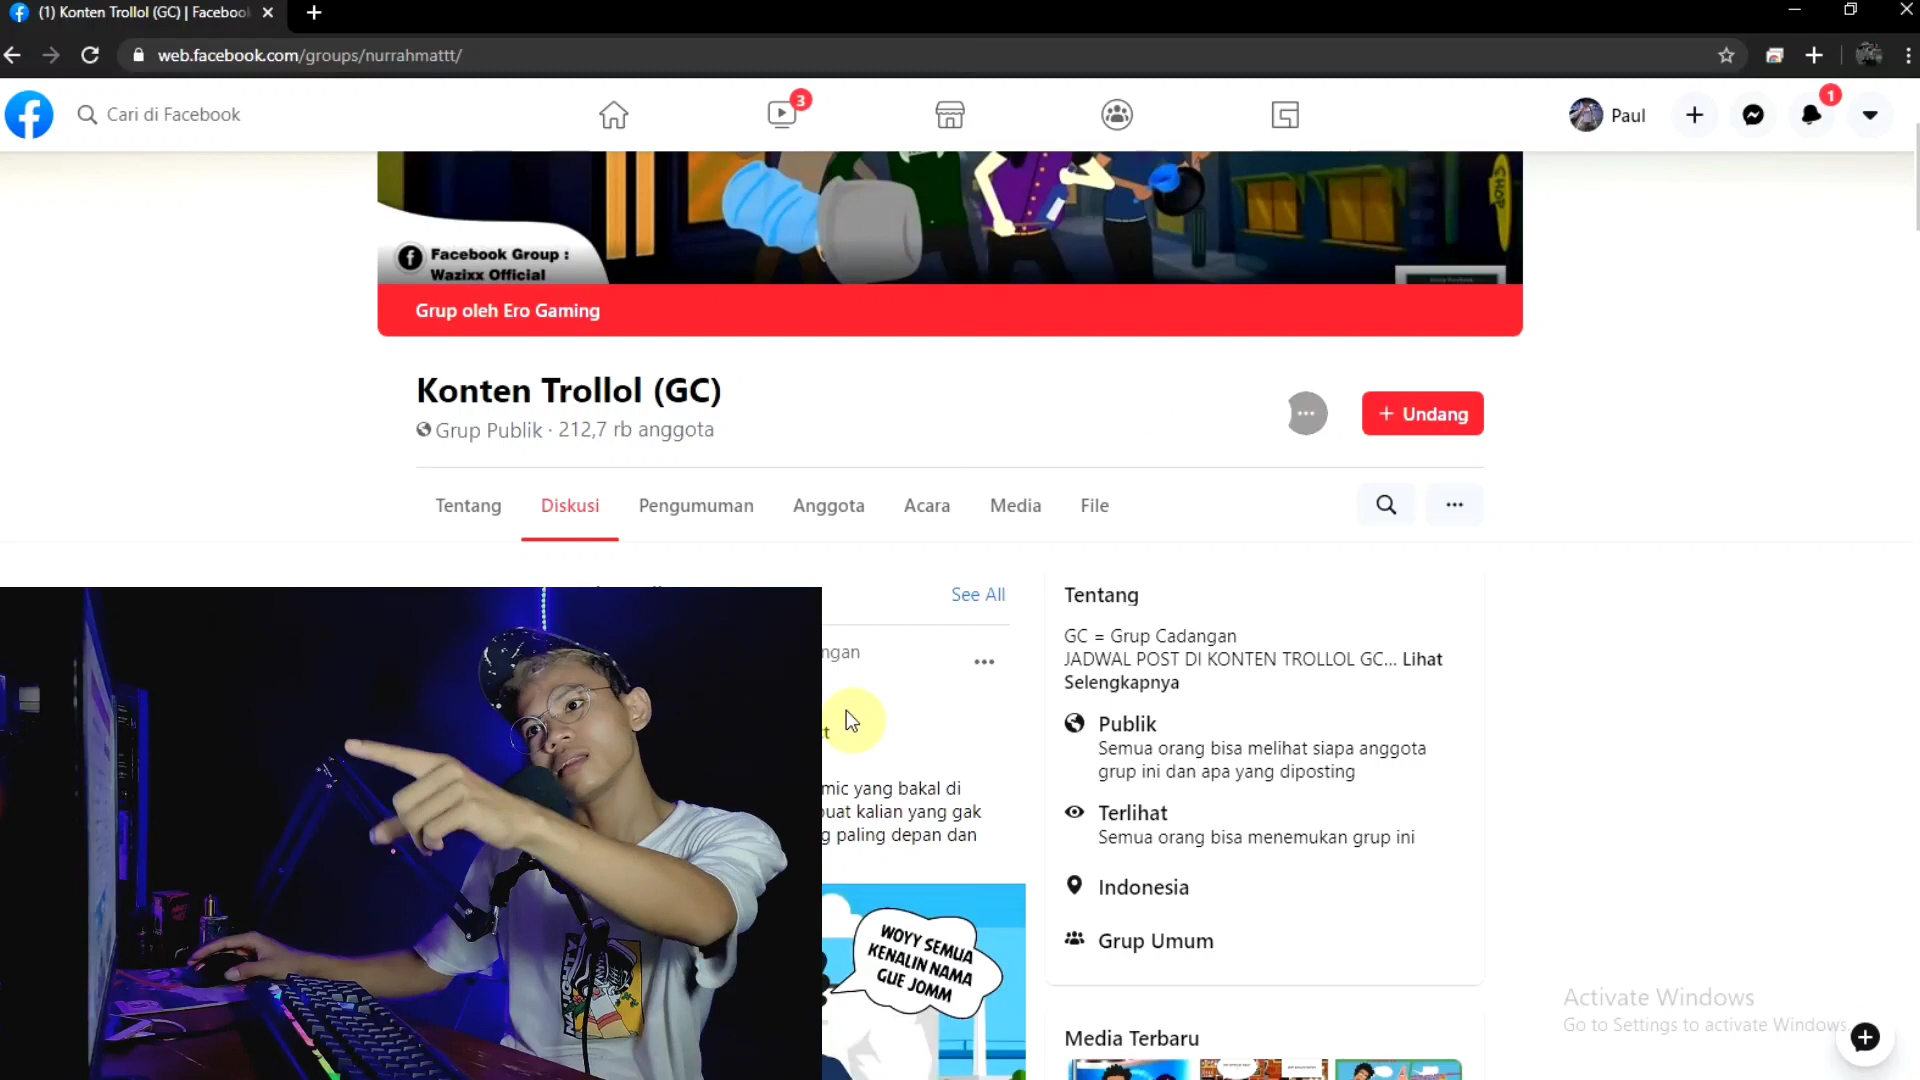 (1) Konten Trollol (GC) | Facebool
web.facebook.com/groups/nurrahmattt/
Cari di Facebook
3
Paul
1
SHOP
Facebook Group :
Wazixx Official
Grup oleh Ero Gaming
Konten Trollol (GC)
Grup Publik · 212,7 rb anggota
+ Undang
Tentang
Diskusi
Pengumuman
Anggota
Acara
Media
File
See All
ngan
t
mic yang bakal di
uat kalian yang gak
g paling depan dan
WOYY SEMUA
KENALIN NAMA
GUE JOMM
NAUGHTY
Tentang
GC = Grup Cadangan
JADWAL POST DI KONTEN TROLLOL GC... Lihat
Selengkapnya
Publik
Semua orang bisa melihat siapa anggota
grup ini dan apa yang diposting
Terlihat
Semua orang bisa menemukan grup ini
Indonesia
Grup Umum
Media Terbaru
Activate Windows
Go to Settings to activate Windows.